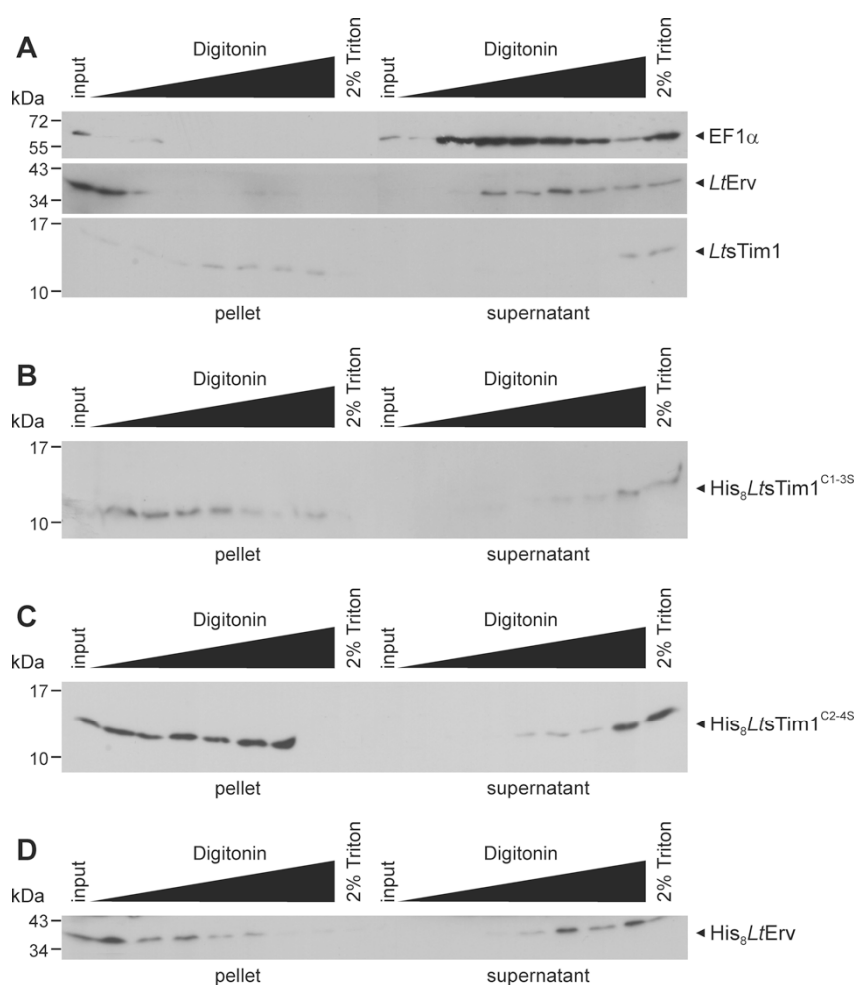 A
kDa
input
Digitonin
2% Triton
input
Digitonin
2% Triton
72
55
EF1α
43
34
LtErv
17
10
LtsTim1
pellet
supernatant
B
kDa
input
Digitonin
2% Triton
input
Digitonin
2% Triton
17
10
His₈LtsTim1ᶜ¹⁻³ˢ
pellet
supernatant
C
kDa
input
Digitonin
2% Triton
input
Digitonin
2% Triton
17
10
His₈LtsTim1ᶜ²⁻⁴ˢ
pellet
supernatant
D
kDa
input
Digitonin
2% Triton
input
Digitonin
2% Triton
43
34
His₈LtErv
pellet
supernatant